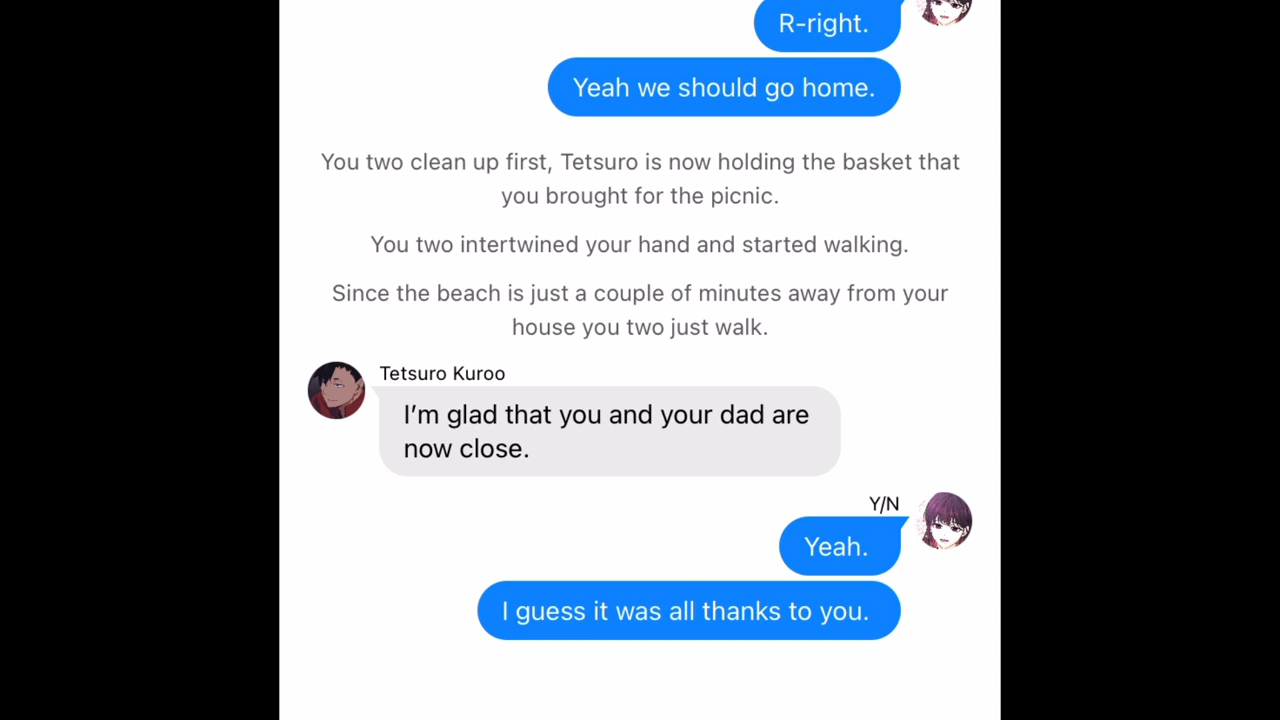 R-right.
Yeah we should go home.
You two clean up first, Tetsuro is now holding the basket that
you brought for the picnic.
You two intertwined your hand and started walking.
Since the beach is just a couple of minutes away from your
house you two just walk.
Tetsuro Kuroo
I’m glad that you and your dad are
now close.
Y/N
Yeah.
I guess it was all thanks to you.